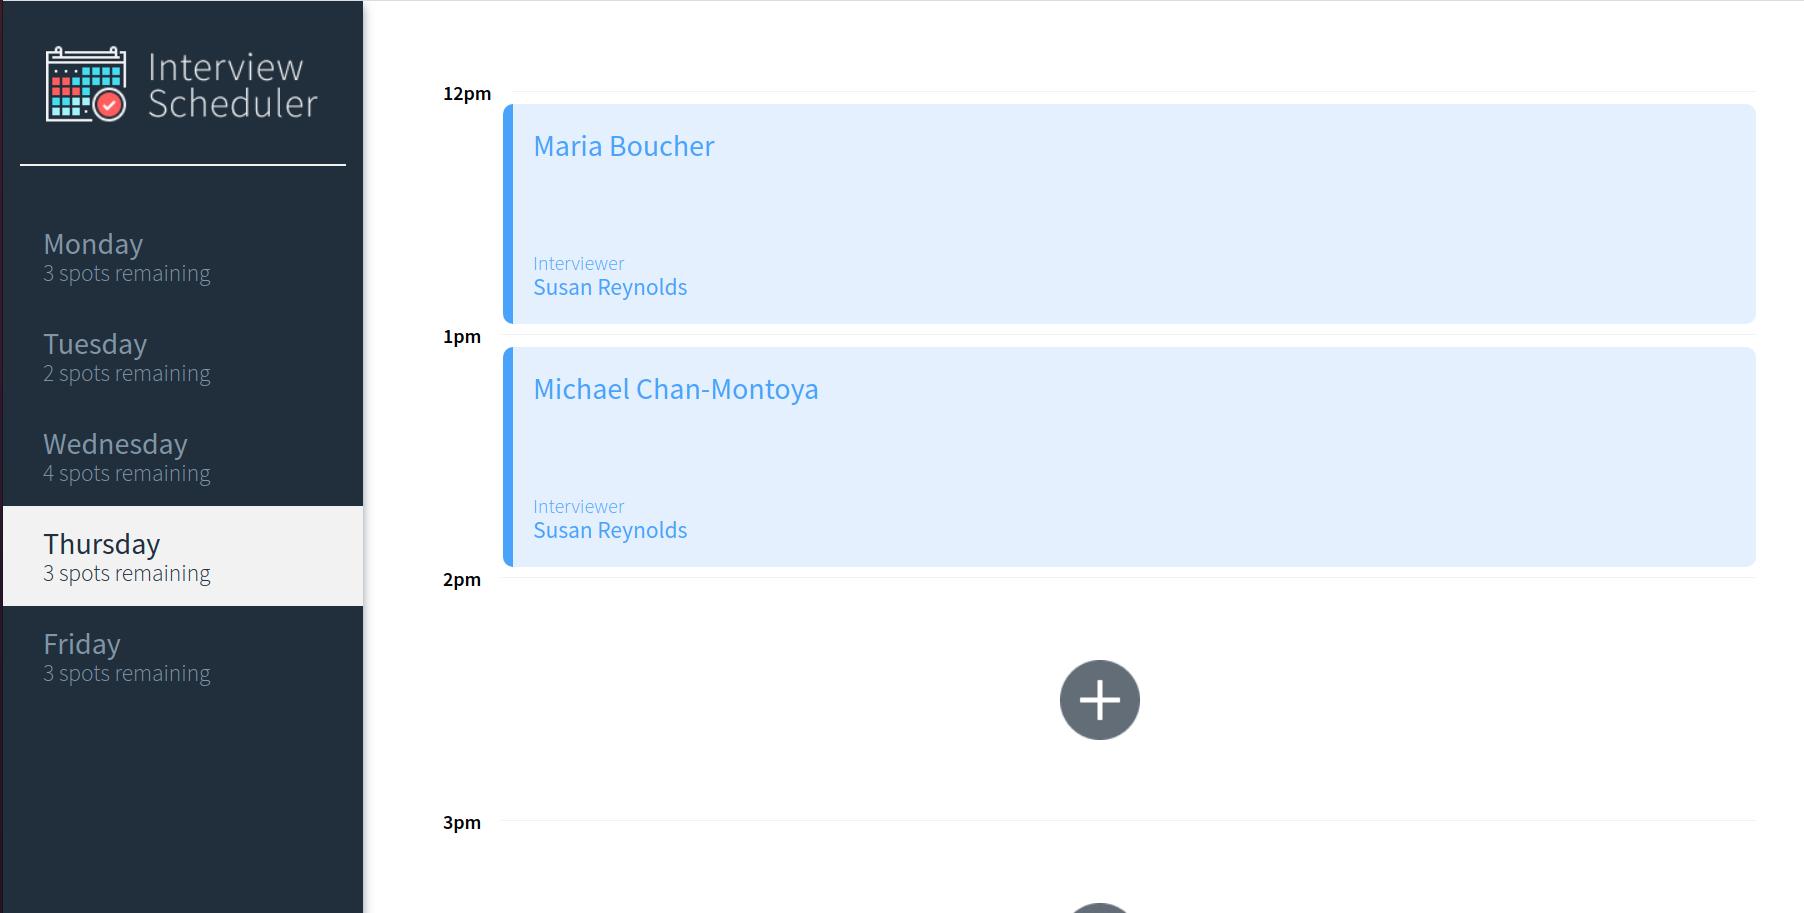 Interview
Scheduler
Monday
3 spots remaining
Tuesday
2 spots remaining
Wednesday
4 spots remaining
Thursday
3 spots remaining
Friday
3 spots remaining
12pm
Maria Boucher
Interviewer
Susan Reynolds
1pm
Michael Chan-Montoya
Interviewer
Susan Reynolds
2pm
3pm